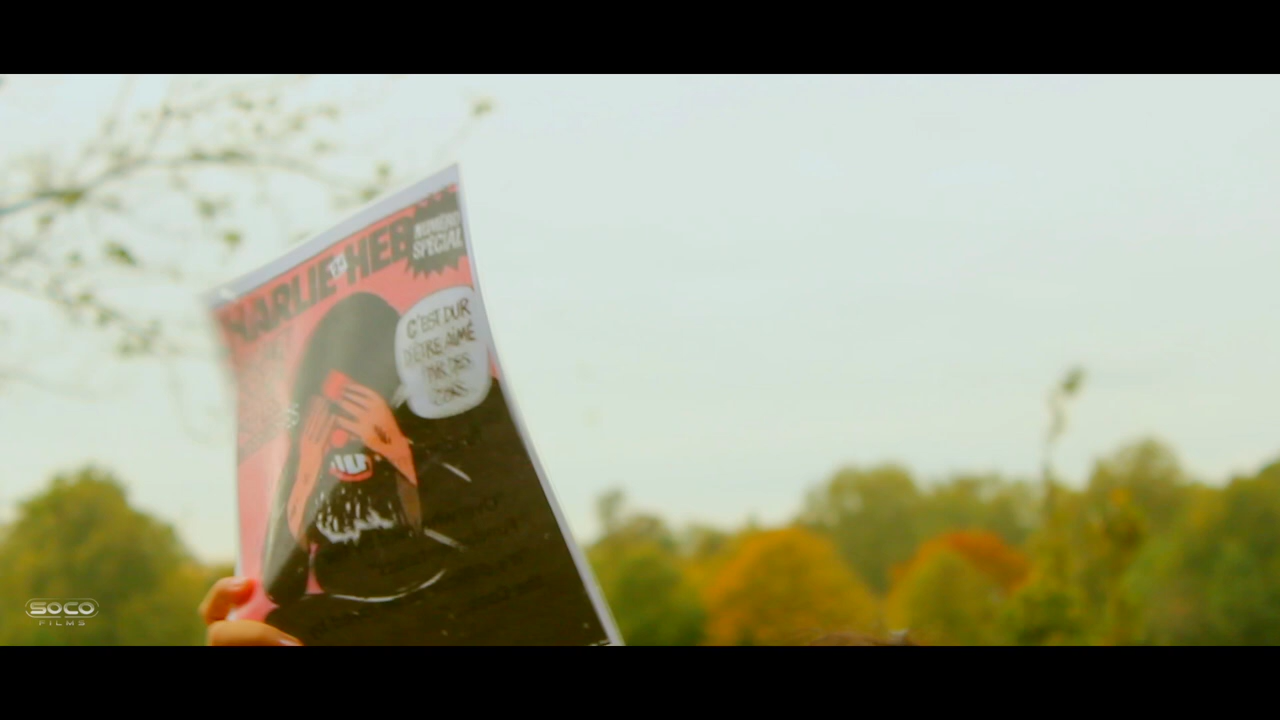 HARLIE HEB
NUMÉRO
SPÉCIAL
C'EST DUR
D'ÊTRE AIMÉ
PAR DES
CONS
SOCO
FILMS